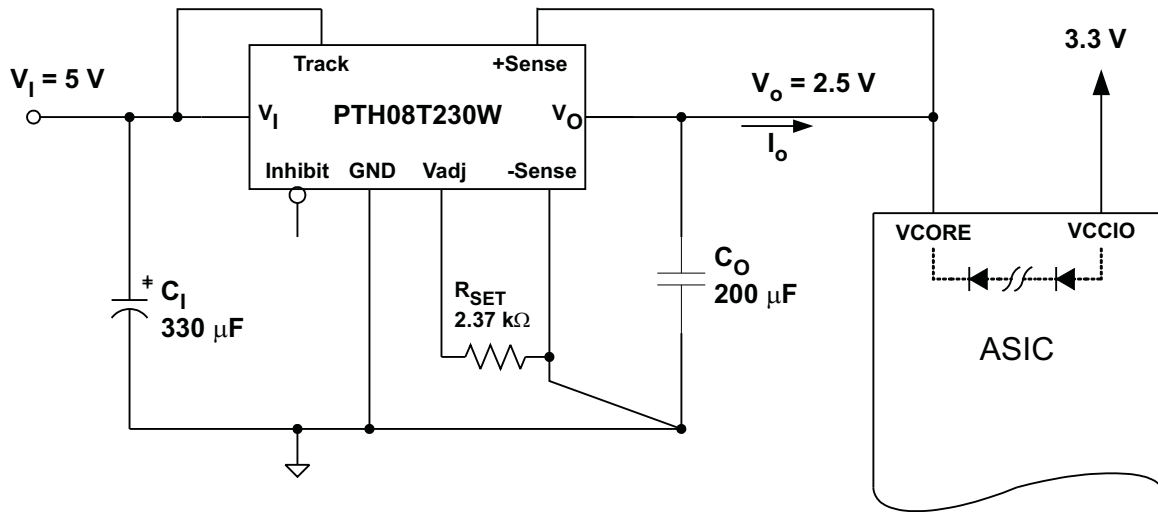 3.3 V
Track
+Sense
V_I = 5 V
V_o = 2.5 V
V_I
PTH08T230W
V_O
I_o
Inhibit
GND
Vadj
-Sense
VCORE
VCCIO
C_O
200 μF
ǂ C_I
330 μF
R_SET
2.37 kΩ
ASIC